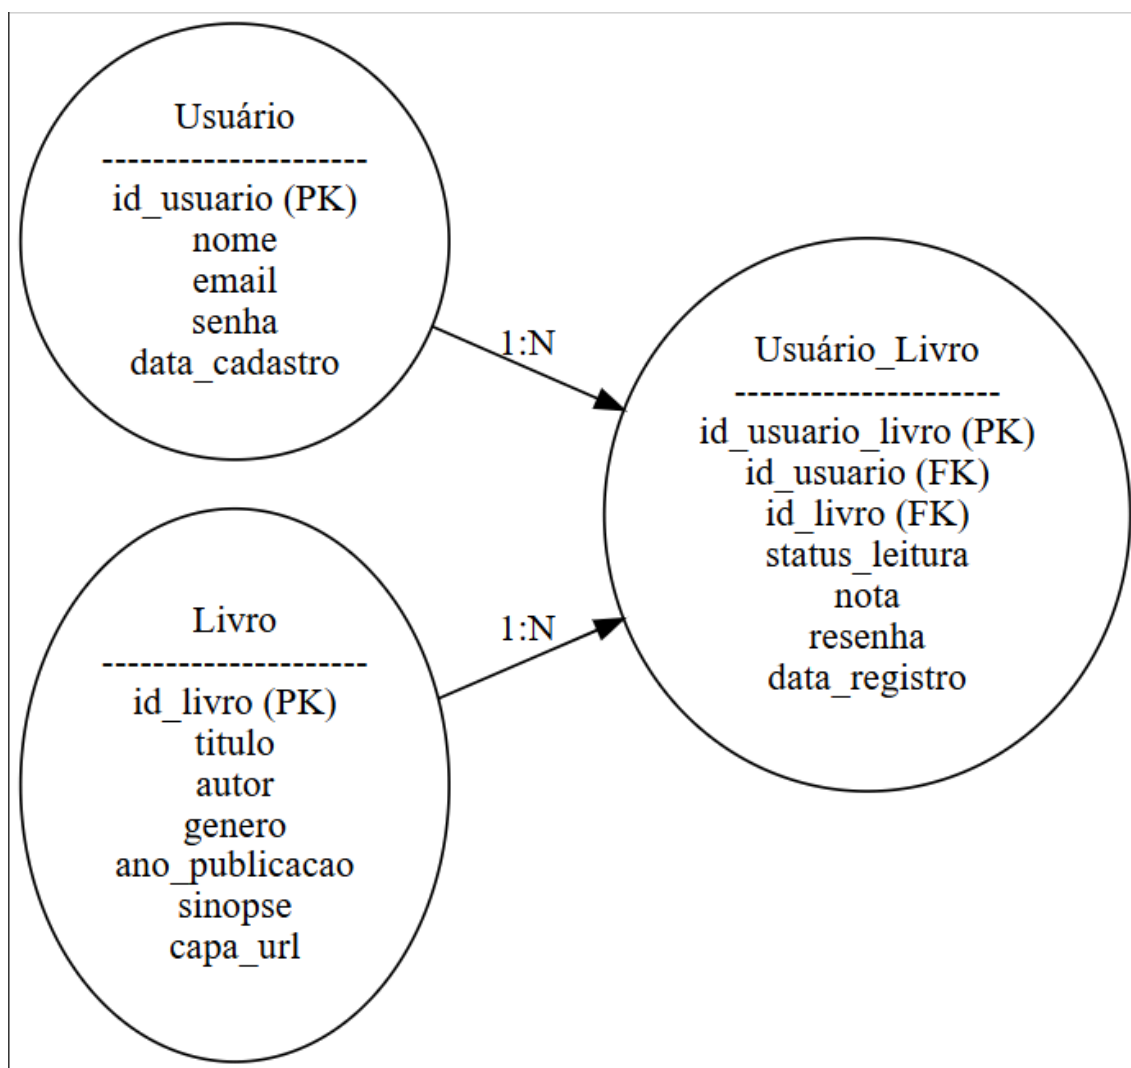 Usuário
---------------------
id_usuario (PK)
nome
email
senha
data_cadastro
1:N
Usuário_Livro
---------------------
id_usuario_livro (PK)
id_usuario (FK)
id_livro (FK)
status_leitura
nota
resenha
data_registro
Livro
---------------------
id_livro (PK)
titulo
autor
genero
ano_publicacao
sinopse
capa_url
1:N